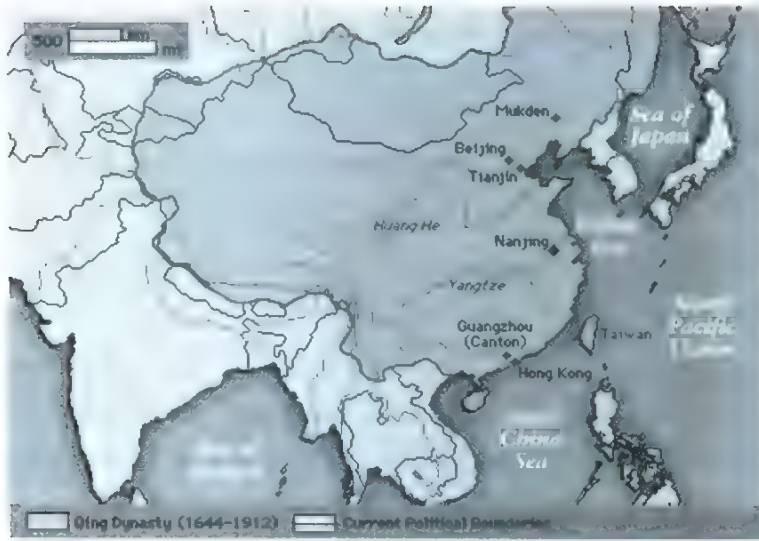 500 km
mi
Mukden
Sea of
Japan
Beijing
Tianjin
Huang He
Nanjing
Yangtze
Pacific
Guangzhou
(Canton)
Taiwan
Hong Kong
China
Sea
Qing Dynasty (1644-1912) Current Political Boundaries